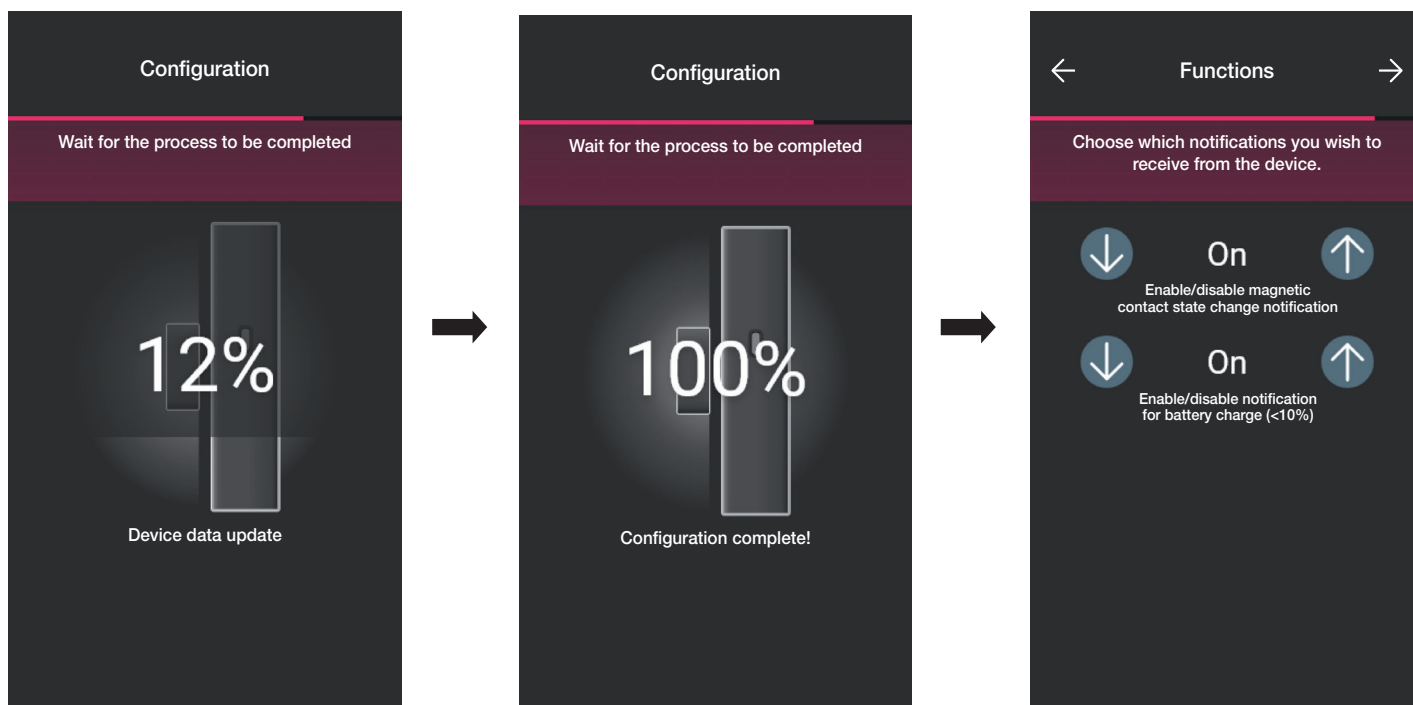 Configuration
Wait for the process to be completed
12%
Device data update
Configuration
Wait for the process to be completed
100%
Configuration complete!
Functions
Choose which notifications you wish to
receive from the device.
On
Enable/disable magnetic
contact state change notification
On
Enable/disable notification
for battery charge (<10%)